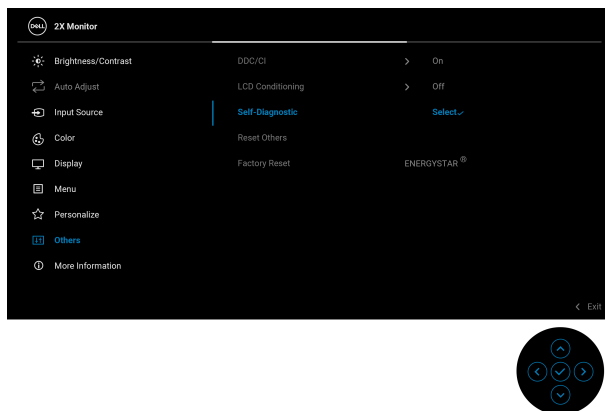 DELL 2X Monitor
Brightness/Contrast DDC/CI On
Auto Adjust LCD Conditioning Off
Input Source Self-Diagnostic Select
Color Reset Others
Display Factory Reset ENERGYSTAR ®
Menu
Personalize
Others
More Information
Exit